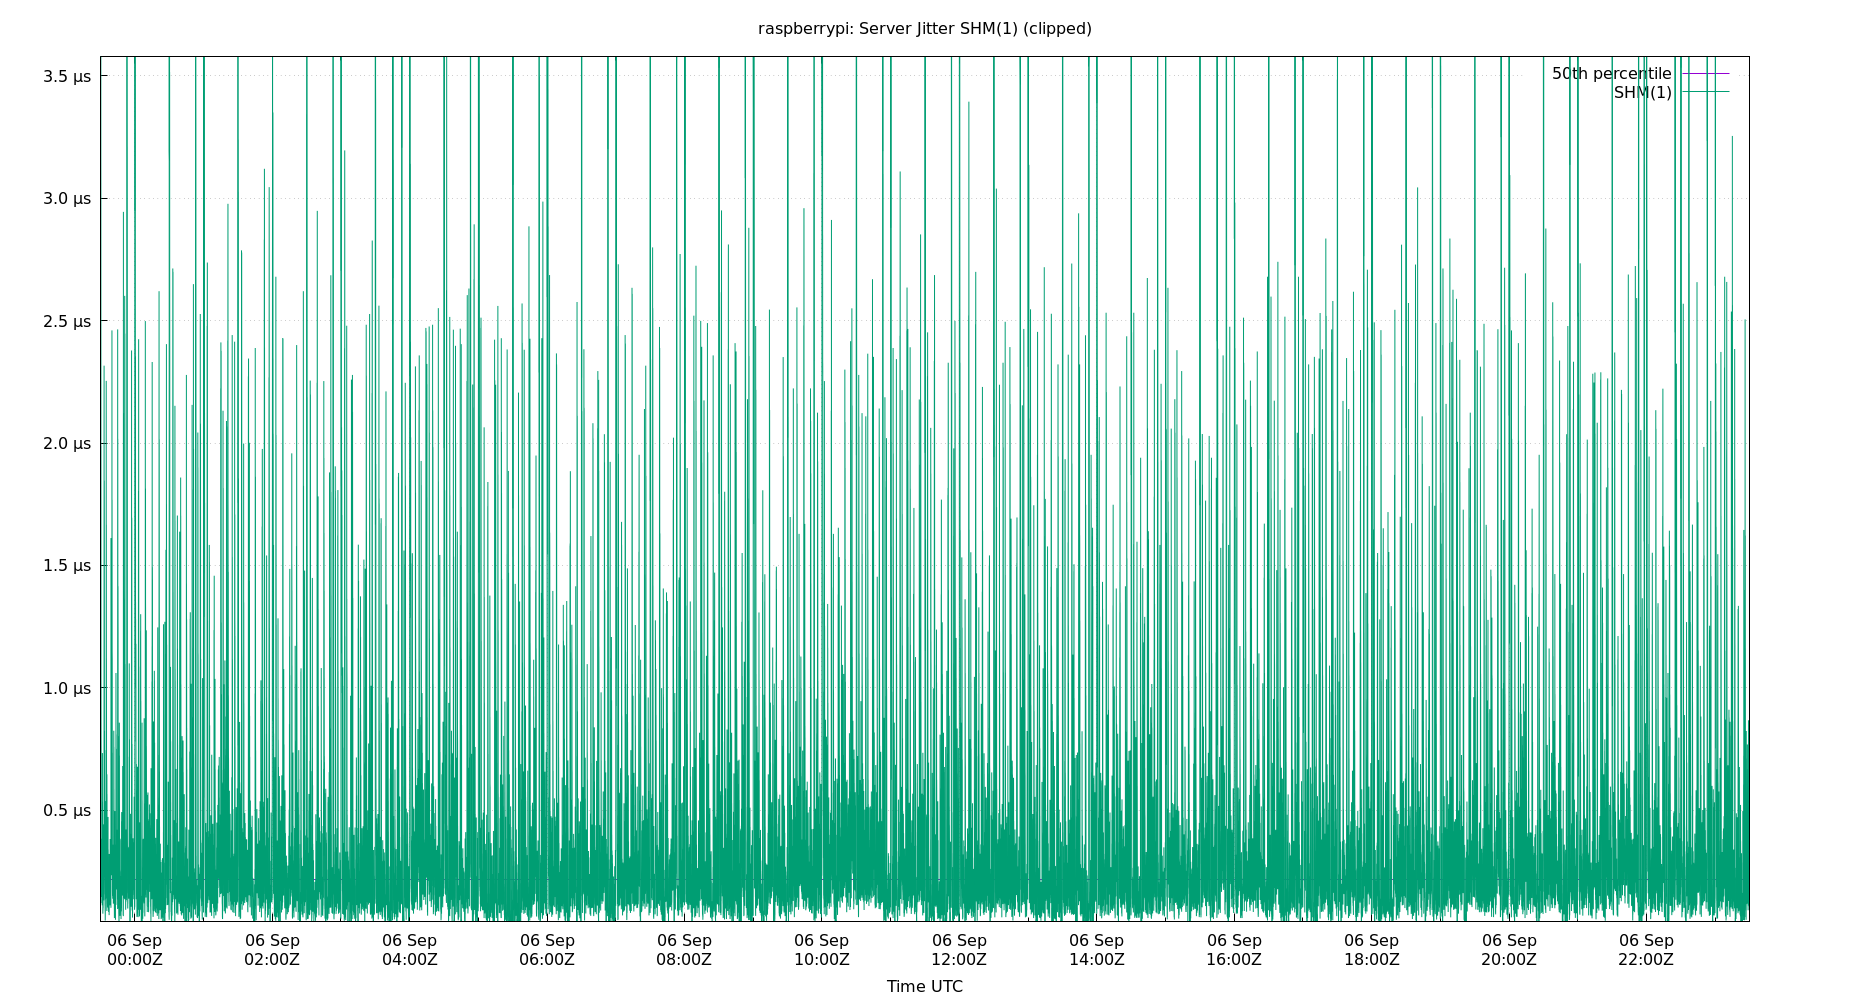 raspberrypi: Server Jitter SHM(1) (clipped)
50th percentile
SHM(1)
3.5 µs
3.0 µs
2.5 µs
2.0 µs
1.5 µs
1.0 µs
0.5 µs
06 Sep 06 Sep 06 Sep 06 Sep 06 Sep 06 Sep 06 Sep 06 Sep 06 Sep 06 Sep 06 Sep 06 Sep
00:00Z 02:00Z 04:00Z 06:00Z 08:00Z 10:00Z 12:00Z 14:00Z 16:00Z 18:00Z 20:00Z 22:00Z
Time UTC